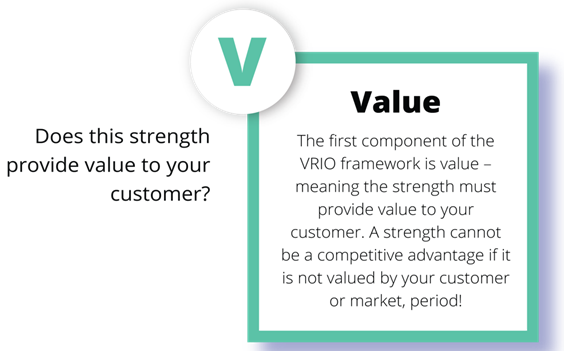 V
Does this strength
provide value to your
customer?
Value
The first component of the
VRIO framework is value –
meaning the strength must
provide value to your
customer. A strength cannot
be a competitive advantage if it
is not valued by your customer
or market, period!